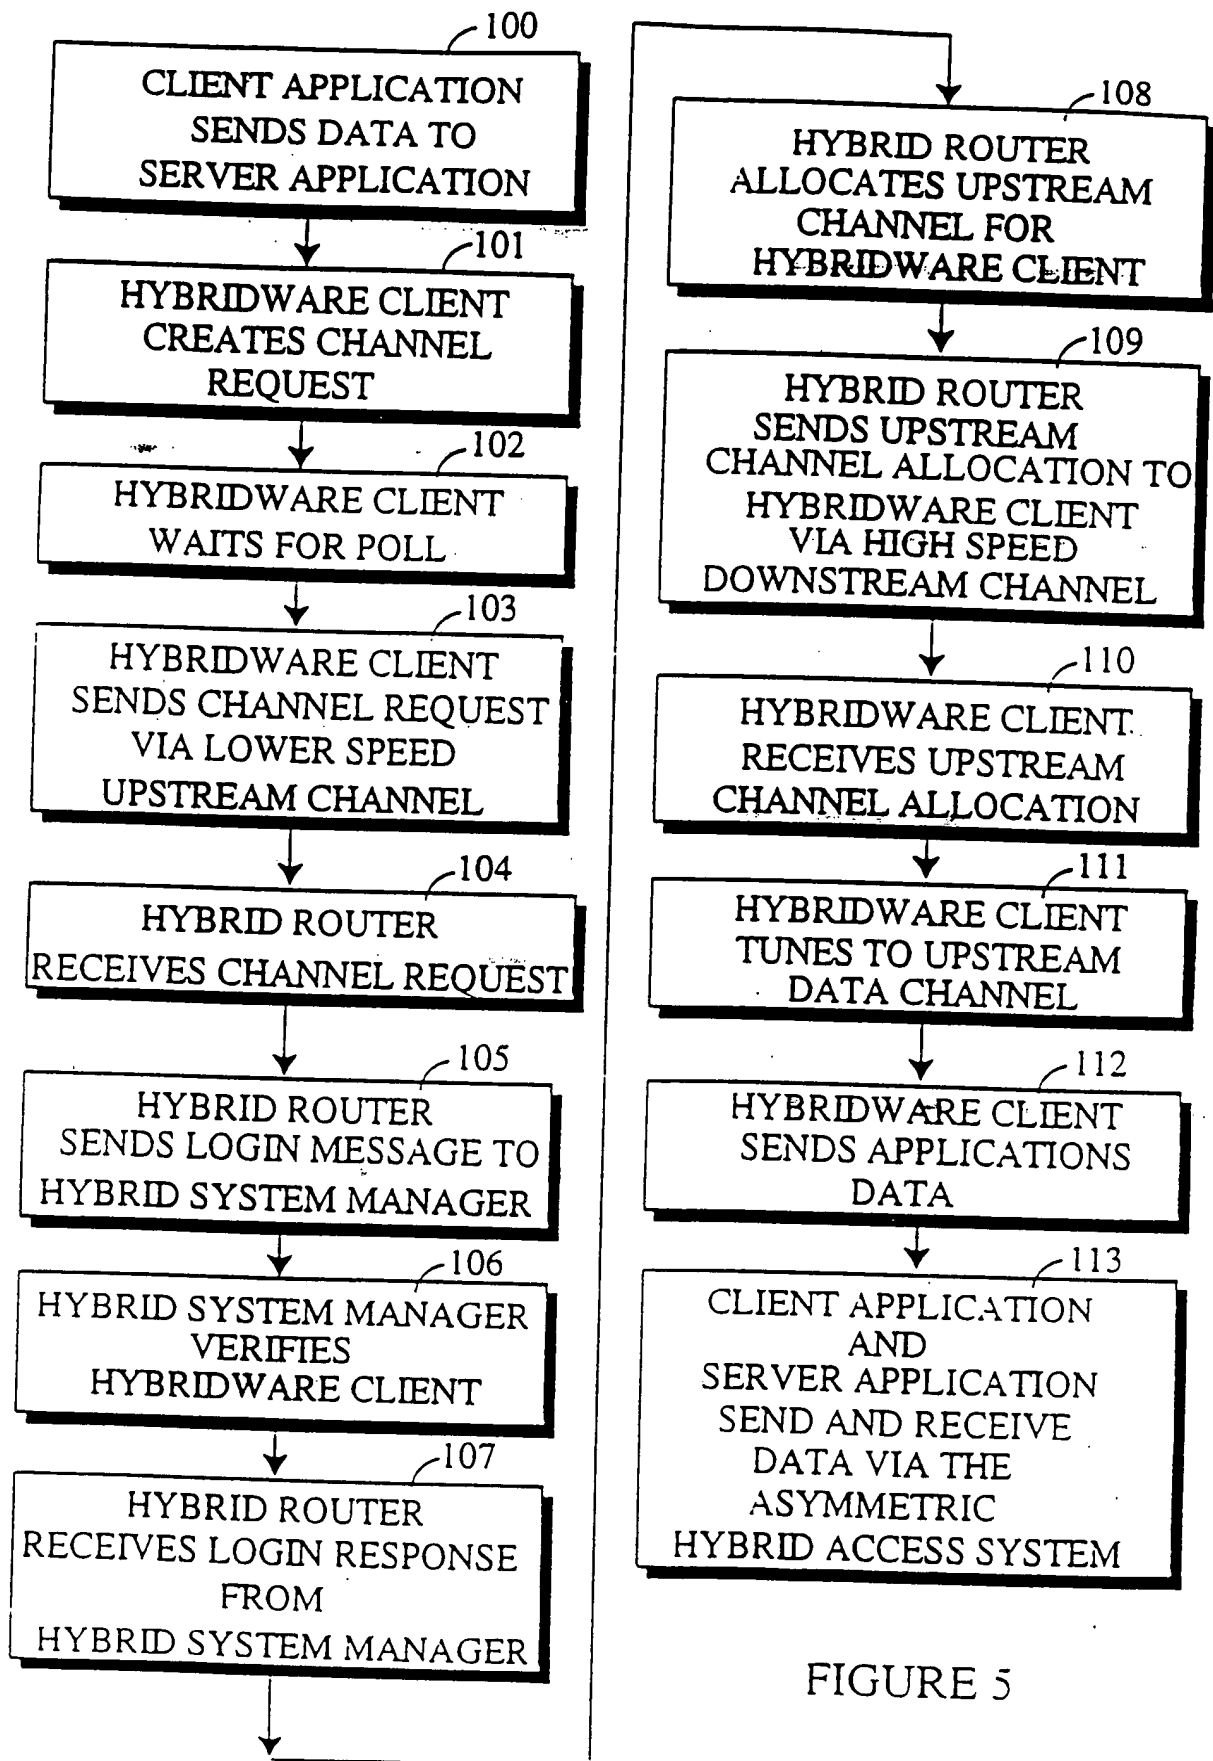 100
CLIENT APPLICATION
SENDS DATA TO
SERVER APPLICATION
101
HYBRIDWARE CLIENT
CREATES CHANNEL
REQUEST
102
HYBRIDWARE CLIENT
WAITS FOR POLL
103
HYBRIDWARE CLIENT
SENDS CHANNEL REQUEST
VIA LOWER SPEED
UPSTREAM CHANNEL
104
HYBRID ROUTER
RECEIVES CHANNEL REQUEST
105
HYBRID ROUTER
SENDS LOGIN MESSAGE TO
HYBRID SYSTEM MANAGER
106
HYBRID SYSTEM MANAGER
VERIFIES
HYBRIDWARE CLIENT
107
HYBRID ROUTER
RECEIVES LOGIN RESPONSE
FROM
HYBRID SYSTEM MANAGER
108
HYBRID ROUTER
ALLOCATES UPSTREAM
CHANNEL FOR
HYBRIDWARE CLIENT
109
HYBRID ROUTER
SENDS UPSTREAM
CHANNEL ALLOCATION TO
HYBRIDWARE CLIENT
VIA HIGH SPEED
DOWNSTREAM CHANNEL
110
HYBRIDWARE CLIENT
RECEIVES UPSTREAM
CHANNEL ALLOCATION
111
HYBRIDWARE CLIENT
TUNES TO UPSTREAM
DATA CHANNEL
112
HYBRIDWARE CLIENT
SENDS APPLICATIONS
DATA
113
CLIENT APPLICATION
AND
SERVER APPLICATION
SEND AND RECEIVE
DATA VIA THE
ASYMMETRIC
HYBRID ACCESS SYSTEM
FIGURE 5